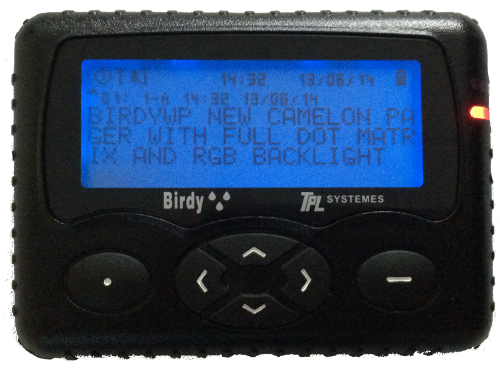 14:32 13/06/14
01: 1-A 14:32 13/06/14
BIRDYWP NEW CAMELON PA
GER WITH FULL DOT MATR
IX AND RGB BACKLIGHT
Birdy TPL SYSTEMES